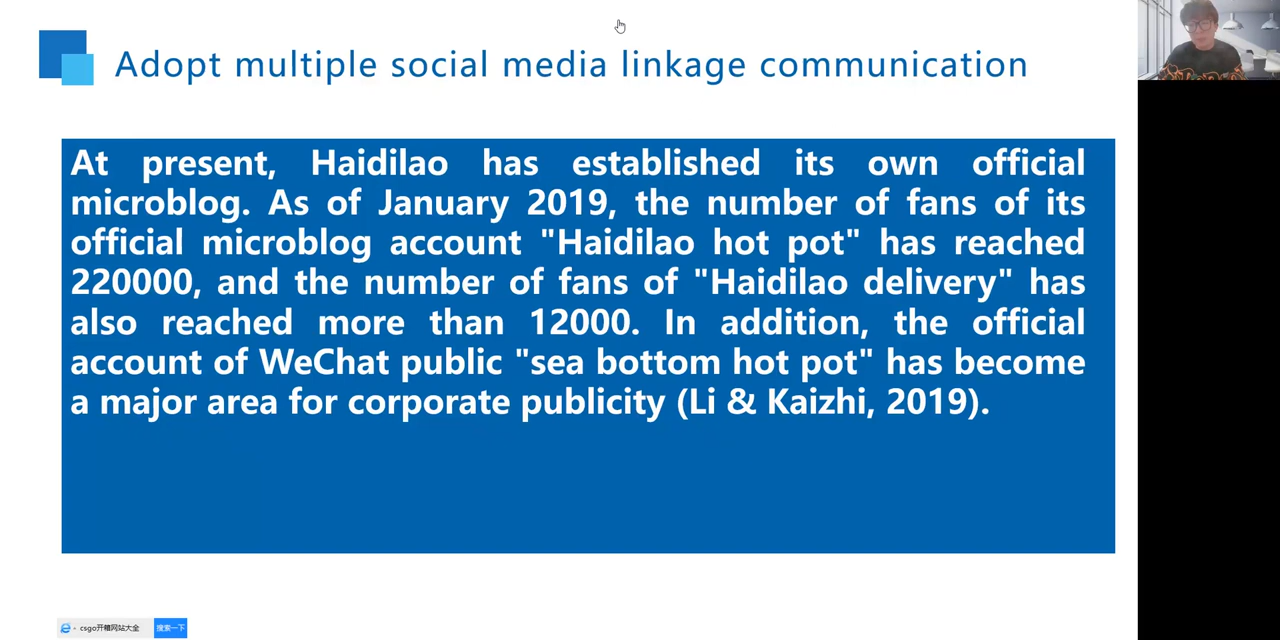 Adopt multiple social media linkage communication
At present, Haidilao has established its own official
microblog. As of January 2019, the number of fans of its
official microblog account "Haidilao hot pot" has reached
220000, and the number of fans of "Haidilao delivery" has
also reached more than 12000. In addition, the official
account of WeChat public "sea bottom hot pot" has become
a major area for corporate publicity (Li & Kaizhi, 2019).
csgo开箱网站大全 搜索一下